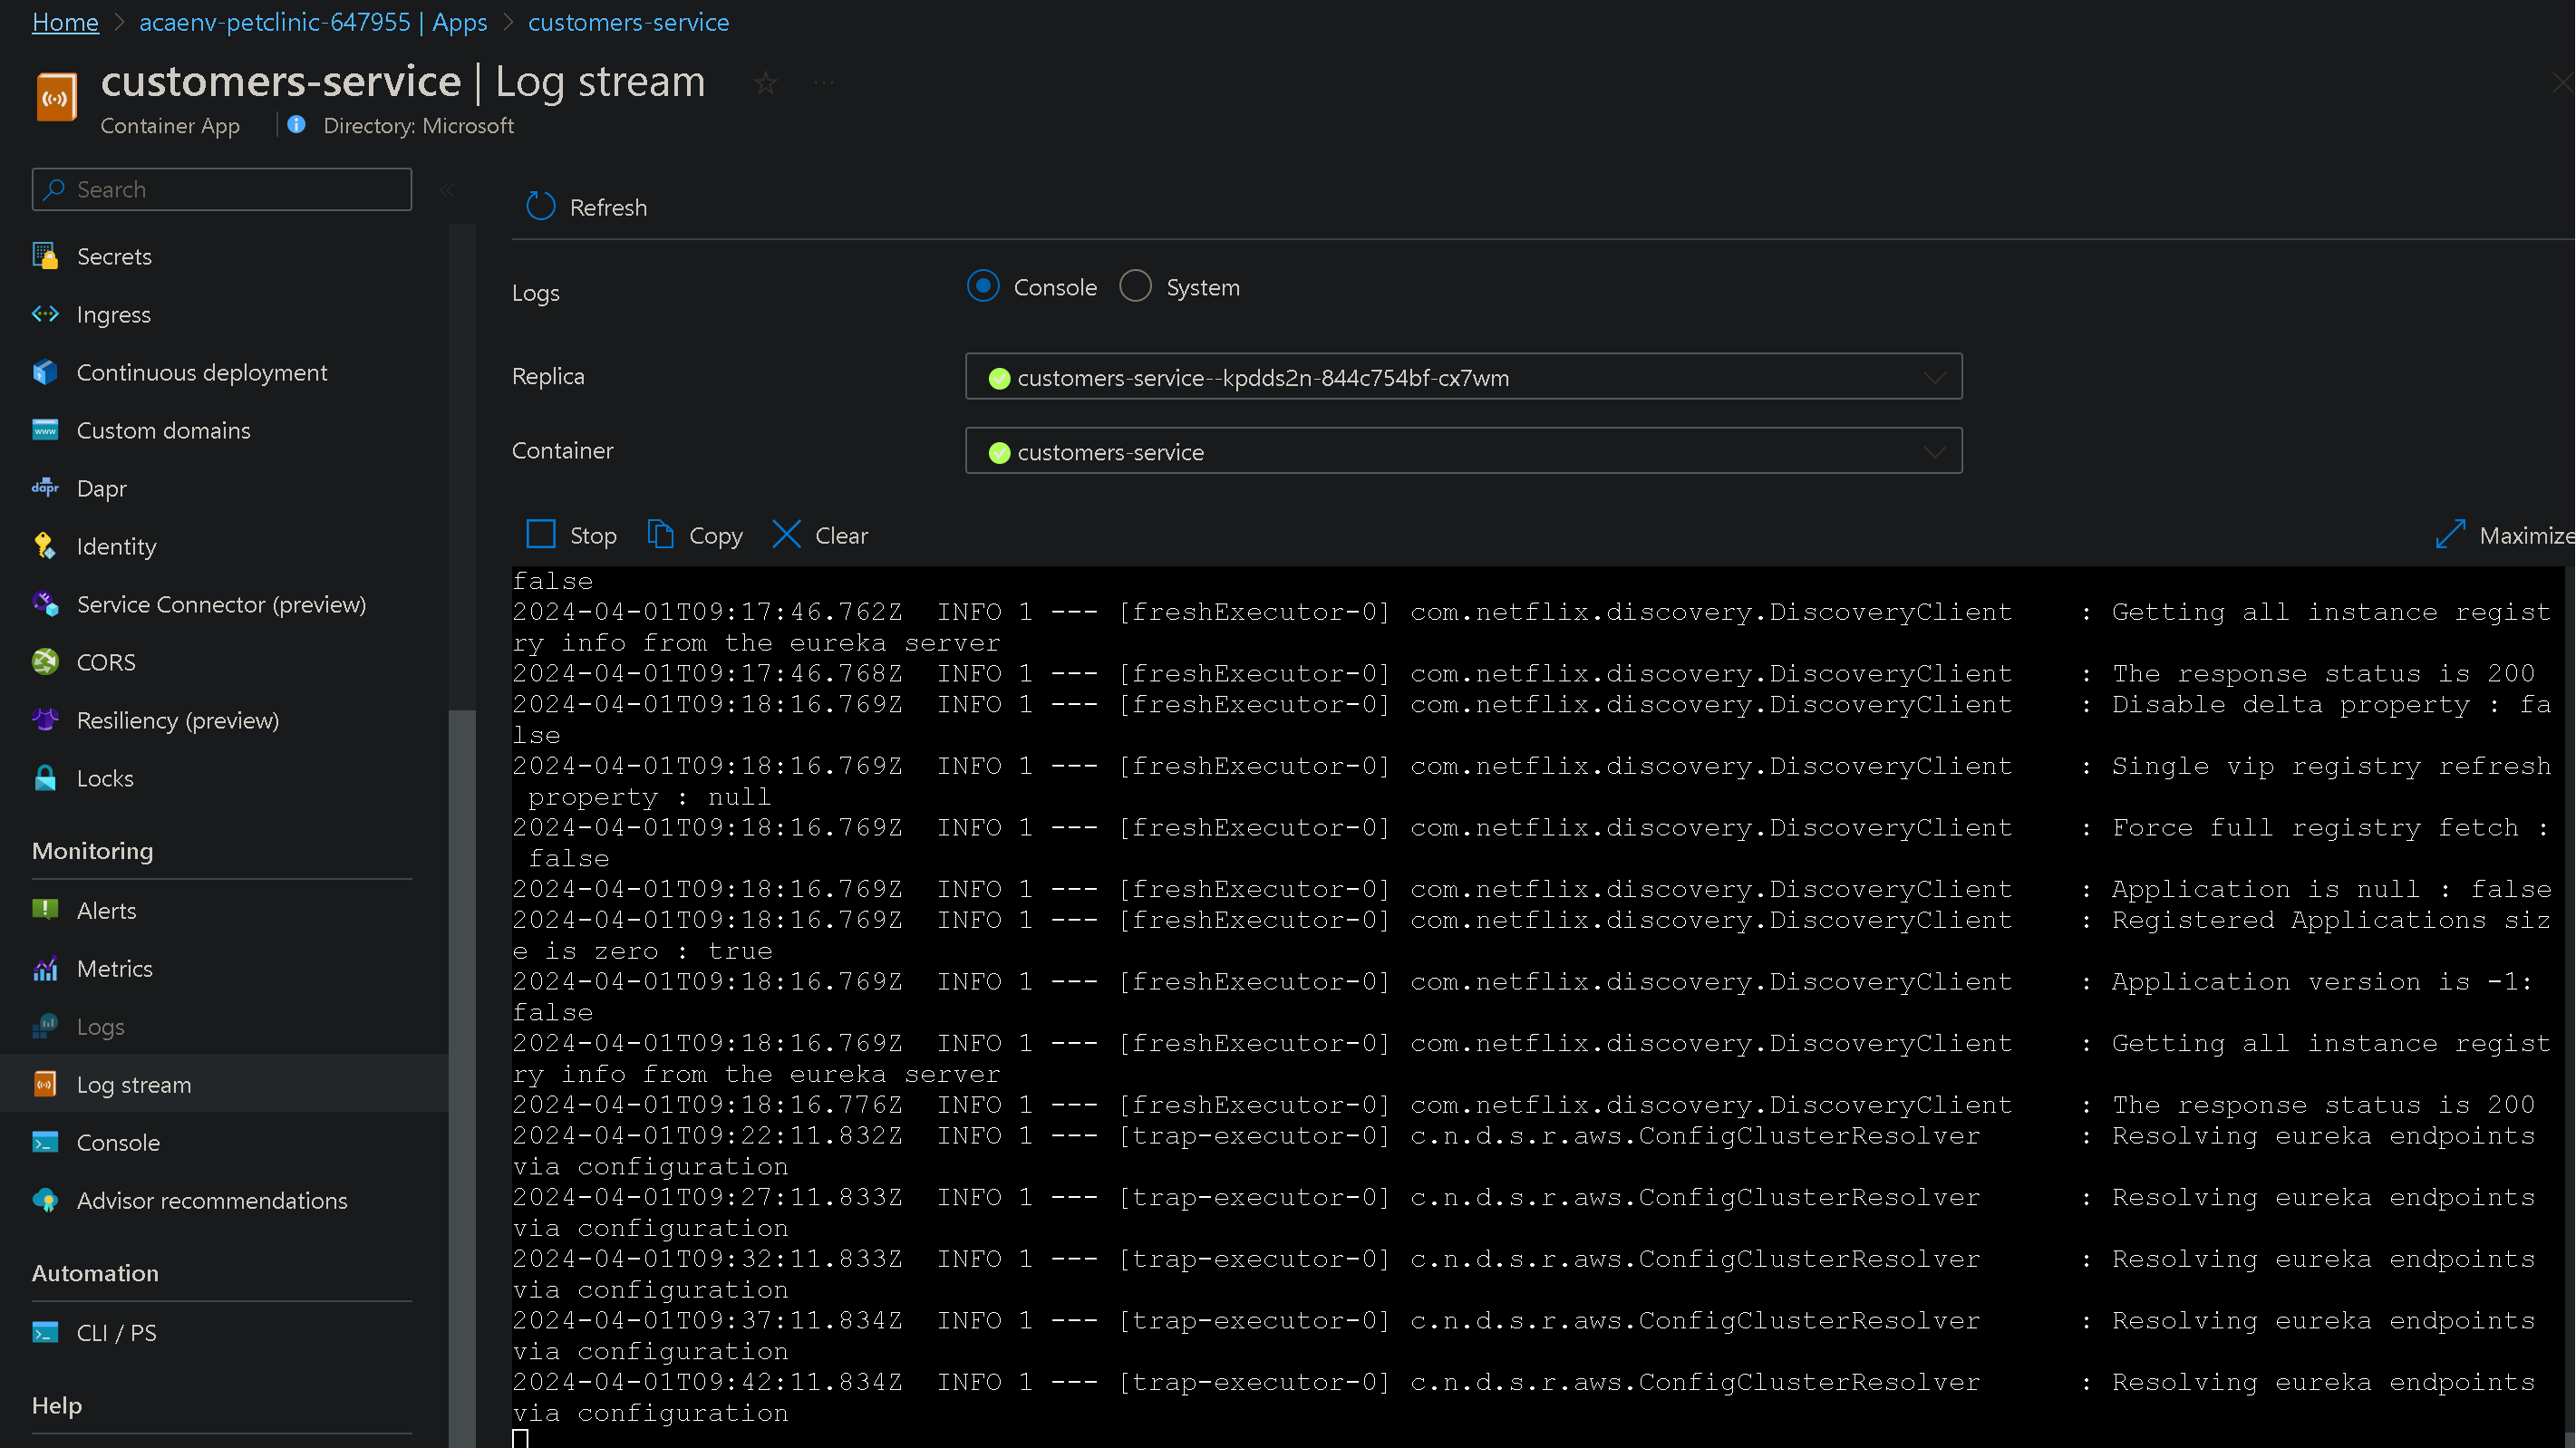 Home > acaenv-petclinic-647955 | Apps > customers-service
customers-service | Log stream
Container App
Directory: Microsoft
Search
Secrets
Ingress
Continuous deployment
Custom domains
Dapr
Identity
Service Connector (preview)
CORS
Resiliency (preview)
Locks
Monitoring
Alerts
Metrics
Logs
Log stream
Console
Advisor recommendations
Automation
CLI / PS
Help
Refresh
Logs
Console
System
Replica
customers-service--kpdds2n-844c754bf-cx7wm
Container
customers-service
Stop
Copy
Clear
Maximize
false
2024-04-01T09:17:46.762Z  INFO 1 --- [freshExecutor-0] com.netflix.discovery.DiscoveryClient    : Getting all instance regist
ry info from the eureka server
2024-04-01T09:17:46.768Z  INFO 1 --- [freshExecutor-0] com.netflix.discovery.DiscoveryClient    : The response status is 200
2024-04-01T09:18:16.769Z  INFO 1 --- [freshExecutor-0] com.netflix.discovery.DiscoveryClient    : Disable delta property : fa
lse
2024-04-01T09:18:16.769Z  INFO 1 --- [freshExecutor-0] com.netflix.discovery.DiscoveryClient    : Single vip registry refresh
property : null
2024-04-01T09:18:16.769Z  INFO 1 --- [freshExecutor-0] com.netflix.discovery.DiscoveryClient    : Force full registry fetch :
false
2024-04-01T09:18:16.769Z  INFO 1 --- [freshExecutor-0] com.netflix.discovery.DiscoveryClient    : Application is null : false
2024-04-01T09:18:16.769Z  INFO 1 --- [freshExecutor-0] com.netflix.discovery.DiscoveryClient    : Registered Applications siz
e is zero : true
2024-04-01T09:18:16.769Z  INFO 1 --- [freshExecutor-0] com.netflix.discovery.DiscoveryClient    : Application version is -1:
false
2024-04-01T09:18:16.769Z  INFO 1 --- [freshExecutor-0] com.netflix.discovery.DiscoveryClient    : Getting all instance regist
ry info from the eureka server
2024-04-01T09:18:16.776Z  INFO 1 --- [freshExecutor-0] com.netflix.discovery.DiscoveryClient    : The response status is 200
2024-04-01T09:22:11.832Z  INFO 1 --- [trap-executor-0] c.n.d.s.r.aws.ConfigClusterResolver      : Resolving eureka endpoints
via configuration
2024-04-01T09:27:11.833Z  INFO 1 --- [trap-executor-0] c.n.d.s.r.aws.ConfigClusterResolver      : Resolving eureka endpoints
via configuration
2024-04-01T09:32:11.833Z  INFO 1 --- [trap-executor-0] c.n.d.s.r.aws.ConfigClusterResolver      : Resolving eureka endpoints
via configuration
2024-04-01T09:37:11.834Z  INFO 1 --- [trap-executor-0] c.n.d.s.r.aws.ConfigClusterResolver      : Resolving eureka endpoints
via configuration
2024-04-01T09:42:11.834Z  INFO 1 --- [trap-executor-0] c.n.d.s.r.aws.ConfigClusterResolver      : Resolving eureka endpoints
via configuration